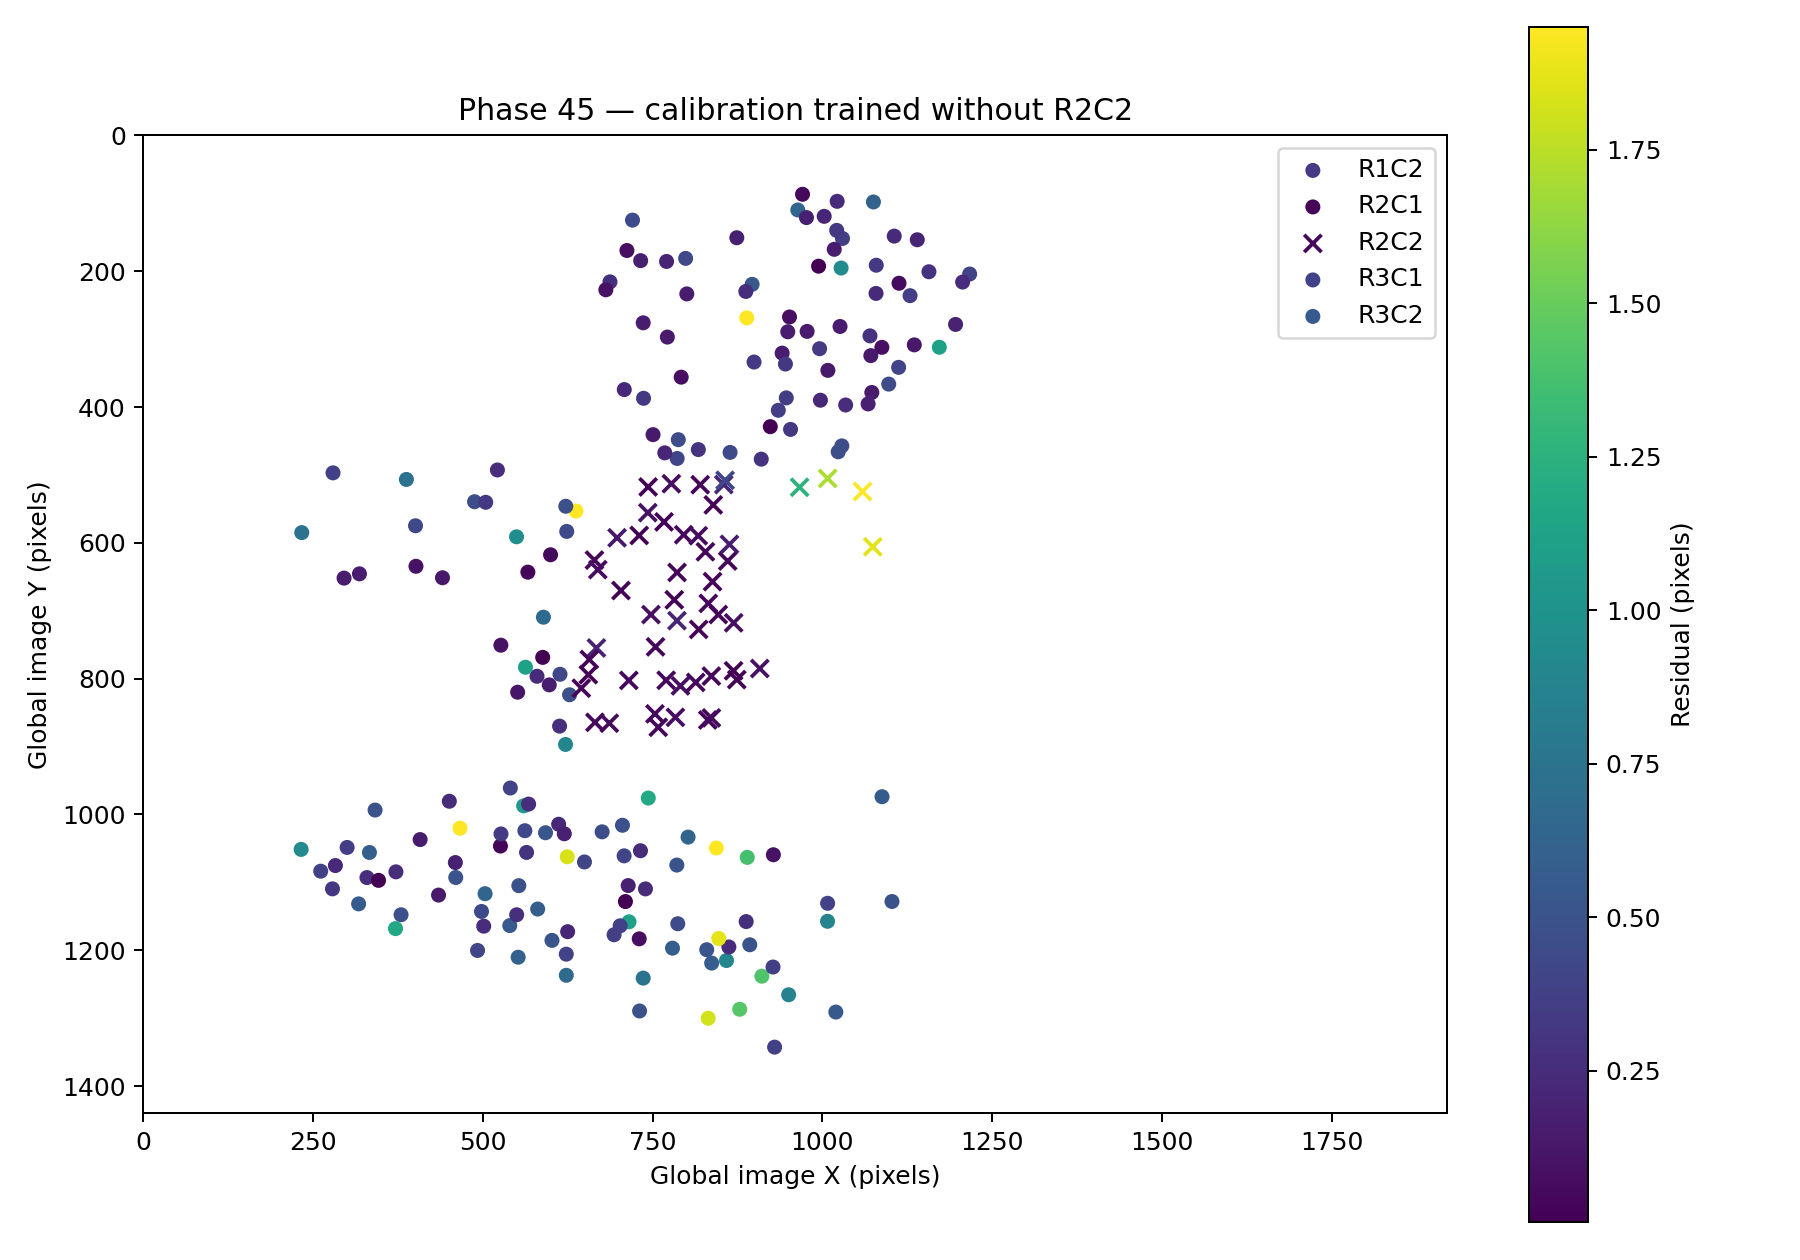 Phase 45 — calibration trained without R2C2
R1C2
R2C1
R2C2
R3C1
R3C2
0
200
400
600
800
1000
1200
1400
Global image Y (pixels)
0 250 500 750 1000 1250 1500 1750
Global image X (pixels)
1.75
1.50
1.25
1.00
0.75
0.50
0.25
Residual (pixels)